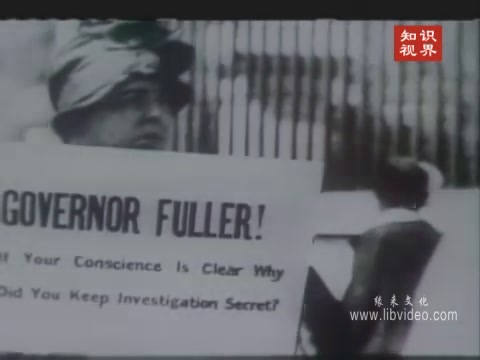 知识
视界
GOVERNOR FULLER!
Your Conscience Is Clear Why
Did You Keep Investigation Secret?
缘来文化
www.libvideo.com